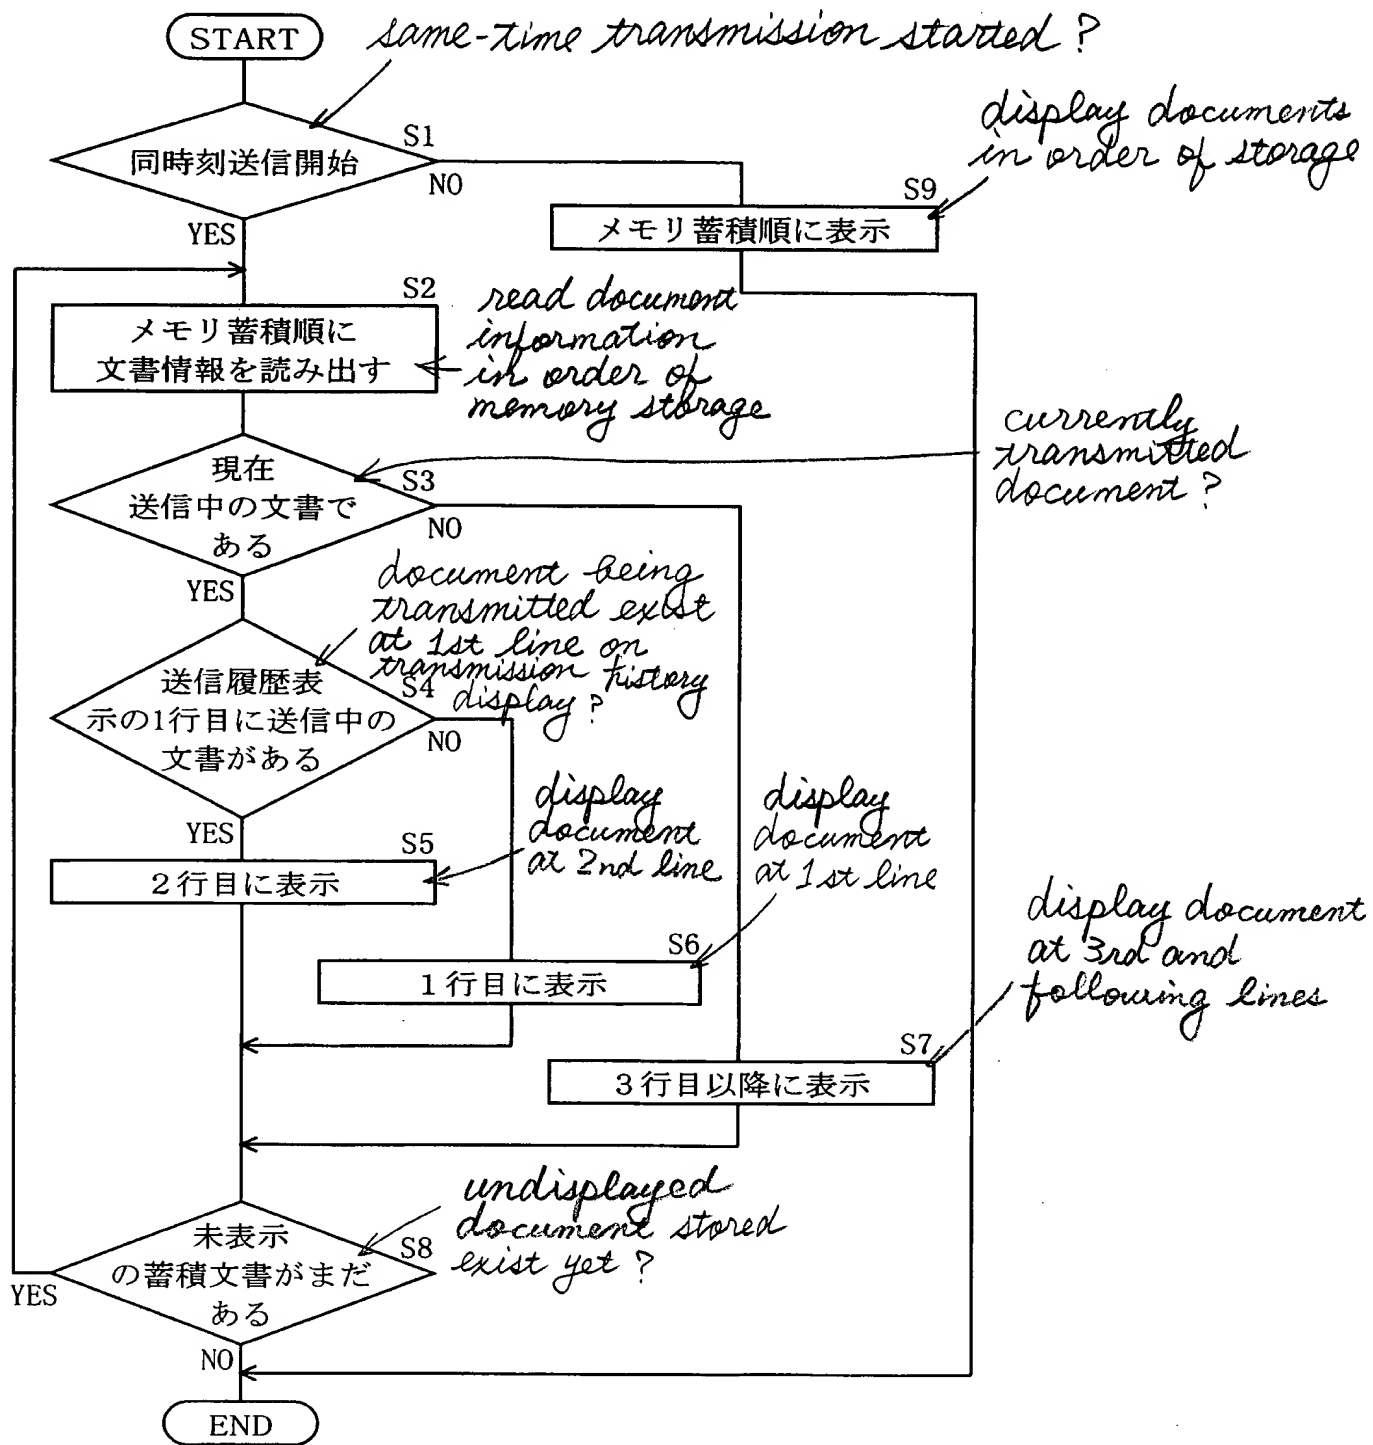 START
same-time transmission started ?
同時刻送信開始
S1
NO
YES
display documents
in order of storage
S9
メモリ蓄積順に表示
S2
メモリ蓄積順に
文書情報を読み出す
read document
information
in order of
memory storage
現在
送信中の文書で
ある
S3
NO
YES
currently
transmitted
document ?
document being
transmitted exist
at 1st line on
transmission history
display ?
送信履歴表
示の1行目に送信中の
文書がある
S4
NO
YES
display
document
at 2nd line
S5
2行目に表示
display
document
at 1st line
S6
1行目に表示
display document
at 3rd and
following lines
S7
3行目以降に表示
undisplayed
document stored
exist yet ?
未表示
の蓄積文書がまだ
ある
S8
YES
NO
END